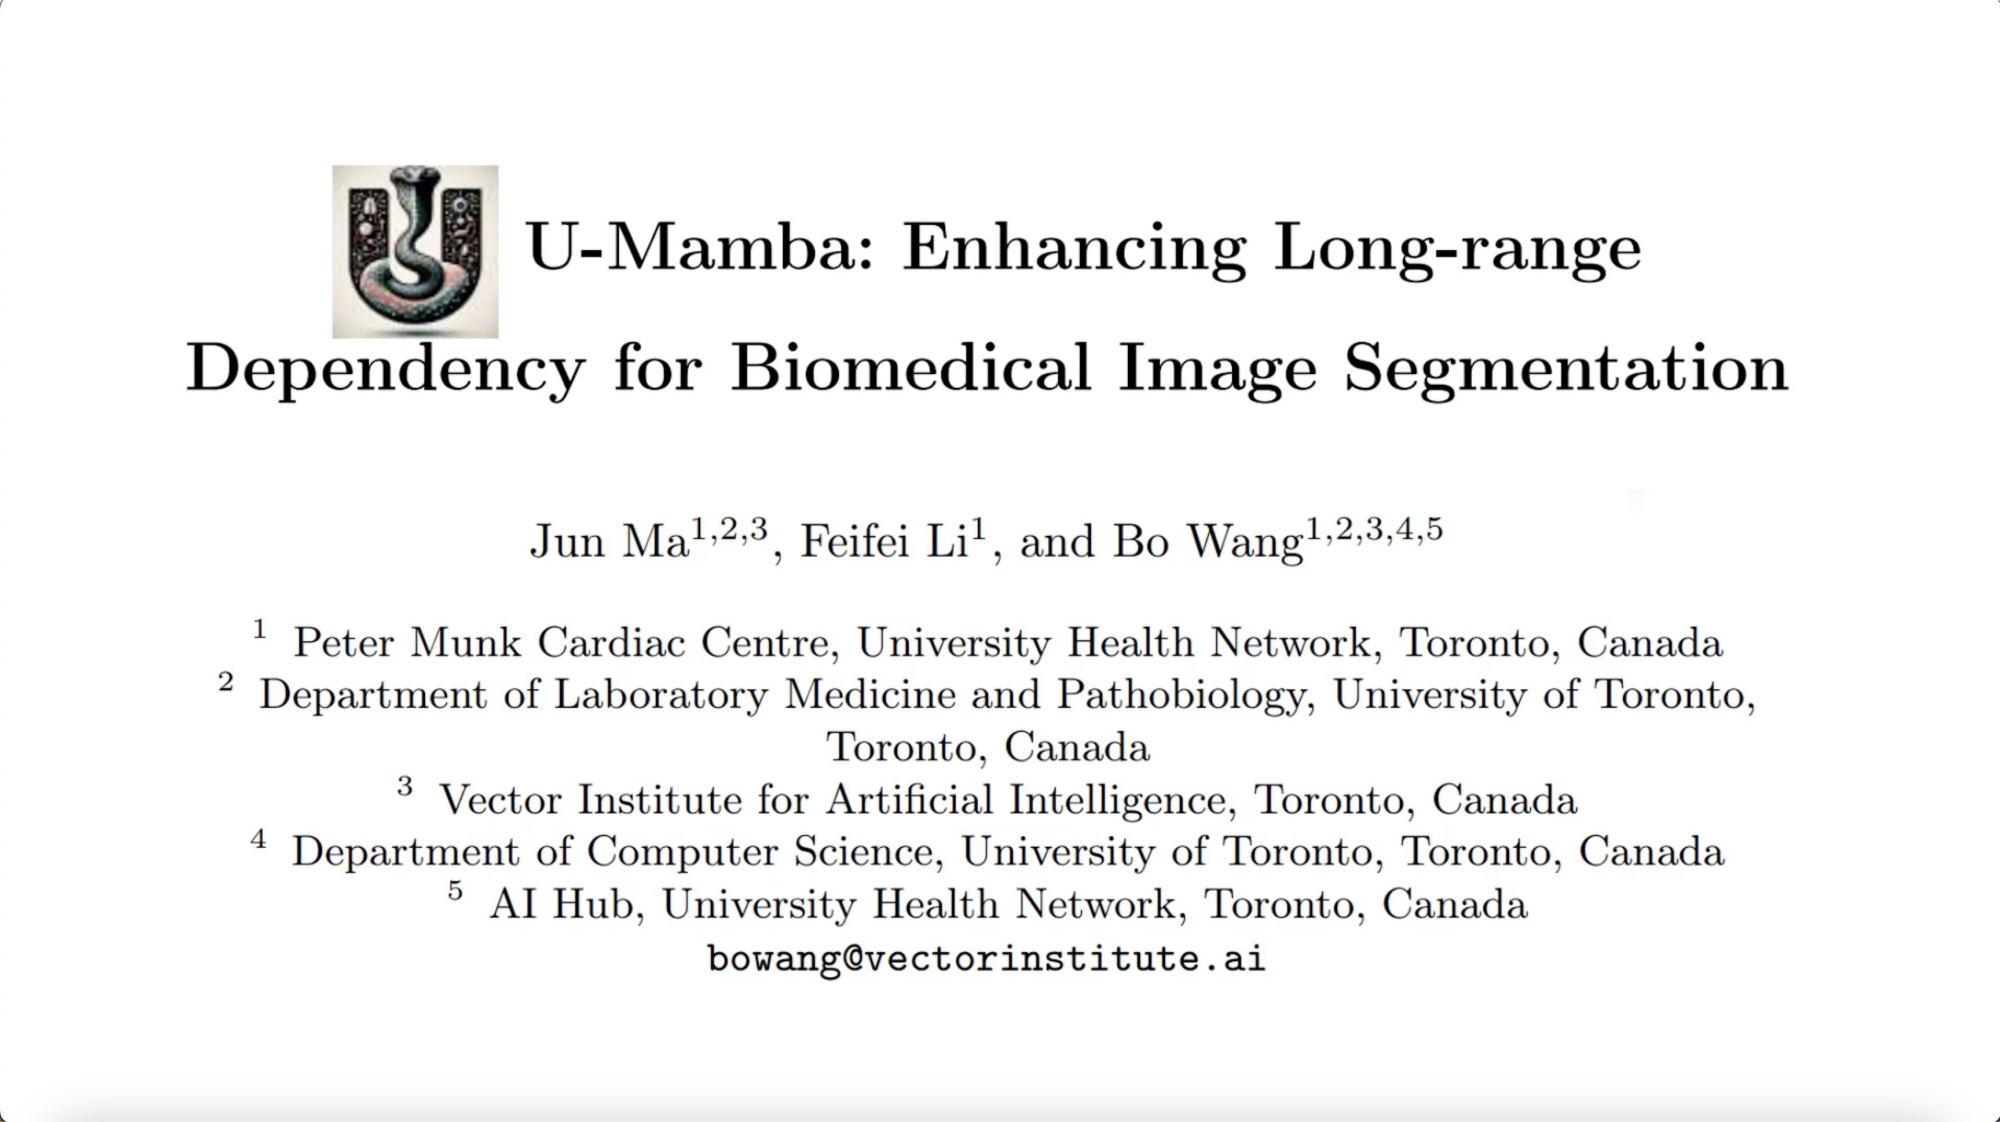 U-Mamba: Enhancing Long-range
Dependency for Biomedical Image Segmentation
Jun Ma1,2,3, Feifei Li1, and Bo Wang1,2,3,4,5
1 Peter Munk Cardiac Centre, University Health Network, Toronto, Canada
2 Department of Laboratory Medicine and Pathobiology, University of Toronto,
Toronto, Canada
3 Vector Institute for Artificial Intelligence, Toronto, Canada
4 Department of Computer Science, University of Toronto, Toronto, Canada
5 AI Hub, University Health Network, Toronto, Canada
bowang@vectorinstitute.ai